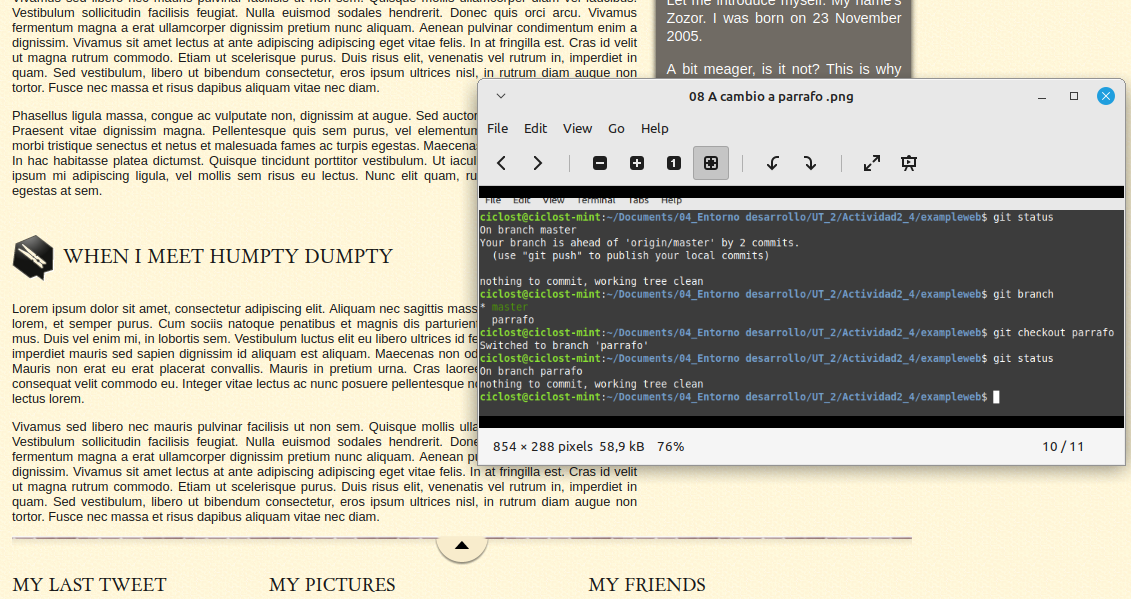 Vivamus sed libero nec mauris pulvinar facilisis ut non sem. Quisque mollis ullamcorper diam vel faucibus.
Vestibulum sollicitudin facilisis feugiat. Nulla euismod sodales hendrerit. Donec quis orci arcu. Vivamus
fermentum magna a erat ullamcorper dignissim pretium nunc aliquam. Aenean pulvinar condimentum enim a
dignissim. Vivamus sit amet lectus at ante adipiscing adipiscing eget vitae felis. In at fringilla est. Cras id velit
ut magna rutrum commodo. Etiam ut scelerisque purus. Duis risus elit, venenatis vel rutrum in, imperdiet in
quam. Sed vestibulum, libero ut bibendum consectetur, eros ipsum ultrices nisl, in rutrum diam augue non
tortor. Fusce nec massa et risus dapibus aliquam vitae nec diam.
Phasellus ligula massa, congue ac vulputate non, dignissim at augue. Sed auctor
Praesent vitae dignissim magna. Pellentesque quis sem purus, vel elementum
morbi tristique senectus et netus et malesuada fames ac turpis egestas. Maecenas
In hac habitasse platea dictumst. Quisque tincidunt porttitor vestibulum. Ut iacul
ipsum mi adipiscing ligula, vel mollis sem risus eu lectus. Nunc elit quam, ru
egestas at sem.
WHEN I MEET HUMPTY DUMPTY
Lorem ipsum dolor sit amet, consectetur adipiscing elit. Aliquam nec sagittis mass
lorem, et semper purus. Cum sociis natoque penatibus et magnis dis parturient
mus. Duis vel enim mi, in lobortis sem. Vestibulum luctus elit eu libero ultrices id fe
imperdiet mauris sed sapien dignissim id aliquam est aliquam. Maecenas non od
Mauris non erat eu erat placerat convallis. Mauris in pretium urna. Cras laoree
consequat velit commodo eu. Integer vitae lectus ac nunc posuere pellentesque no
lectus lorem.
Vivamus sed libero nec mauris pulvinar facilisis ut non sem. Quisque mollis ulla
Vestibulum sollicitudin facilisis feugiat. Nulla euismod sodales hendrerit. Done
fermentum magna a erat ullamcorper dignissim pretium nunc aliquam. Aenean pu
dignissim. Vivamus sit amet lectus at ante adipiscing adipiscing eget vitae felis. In at fringilla est. Cras id velit
ut magna rutrum commodo. Etiam ut scelerisque purus. Duis risus elit, venenatis vel rutrum in, imperdiet in
quam. Sed vestibulum, libero ut bibendum consectetur, eros ipsum ultrices nisl, in rutrum diam augue non
tortor. Fusce nec massa et risus dapibus aliquam vitae nec diam.
Let me introduce myself: My name's
Zozor. I was born on 23 November
2005.
A bit meager, is it not? This is why
08 A cambio a parrafo .png
File Edit View Go Help
1
File Edit View Terminal Tabs Help
ciclost@ciclost-mint:~/Documents/04_Entorno desarrollo/UT_2/Actividad2_4/exampleweb$ git status
On branch master
Your branch is ahead of 'origin/master' by 2 commits.
(use "git push" to publish your local commits)
nothing to commit, working tree clean
ciclost@ciclost-mint:~/Documents/04_Entorno desarrollo/UT_2/Actividad2_4/exampleweb$ git branch
* master
parrafo
ciclost@ciclost-mint:~/Documents/04_Entorno desarrollo/UT_2/Actividad2_4/exampleweb$ git checkout parrafo
Switched to branch 'parrafo'
ciclost@ciclost-mint:~/Documents/04_Entorno desarrollo/UT_2/Actividad2_4/exampleweb$ git status
On branch parrafo
nothing to commit, working tree clean
ciclost@ciclost-mint:~/Documents/04_Entorno desarrollo/UT_2/Actividad2_4/exampleweb$
854 × 288 pixels 58,9 kB 76% 10 / 11
MY LAST TWEET MY PICTURES MY FRIENDS